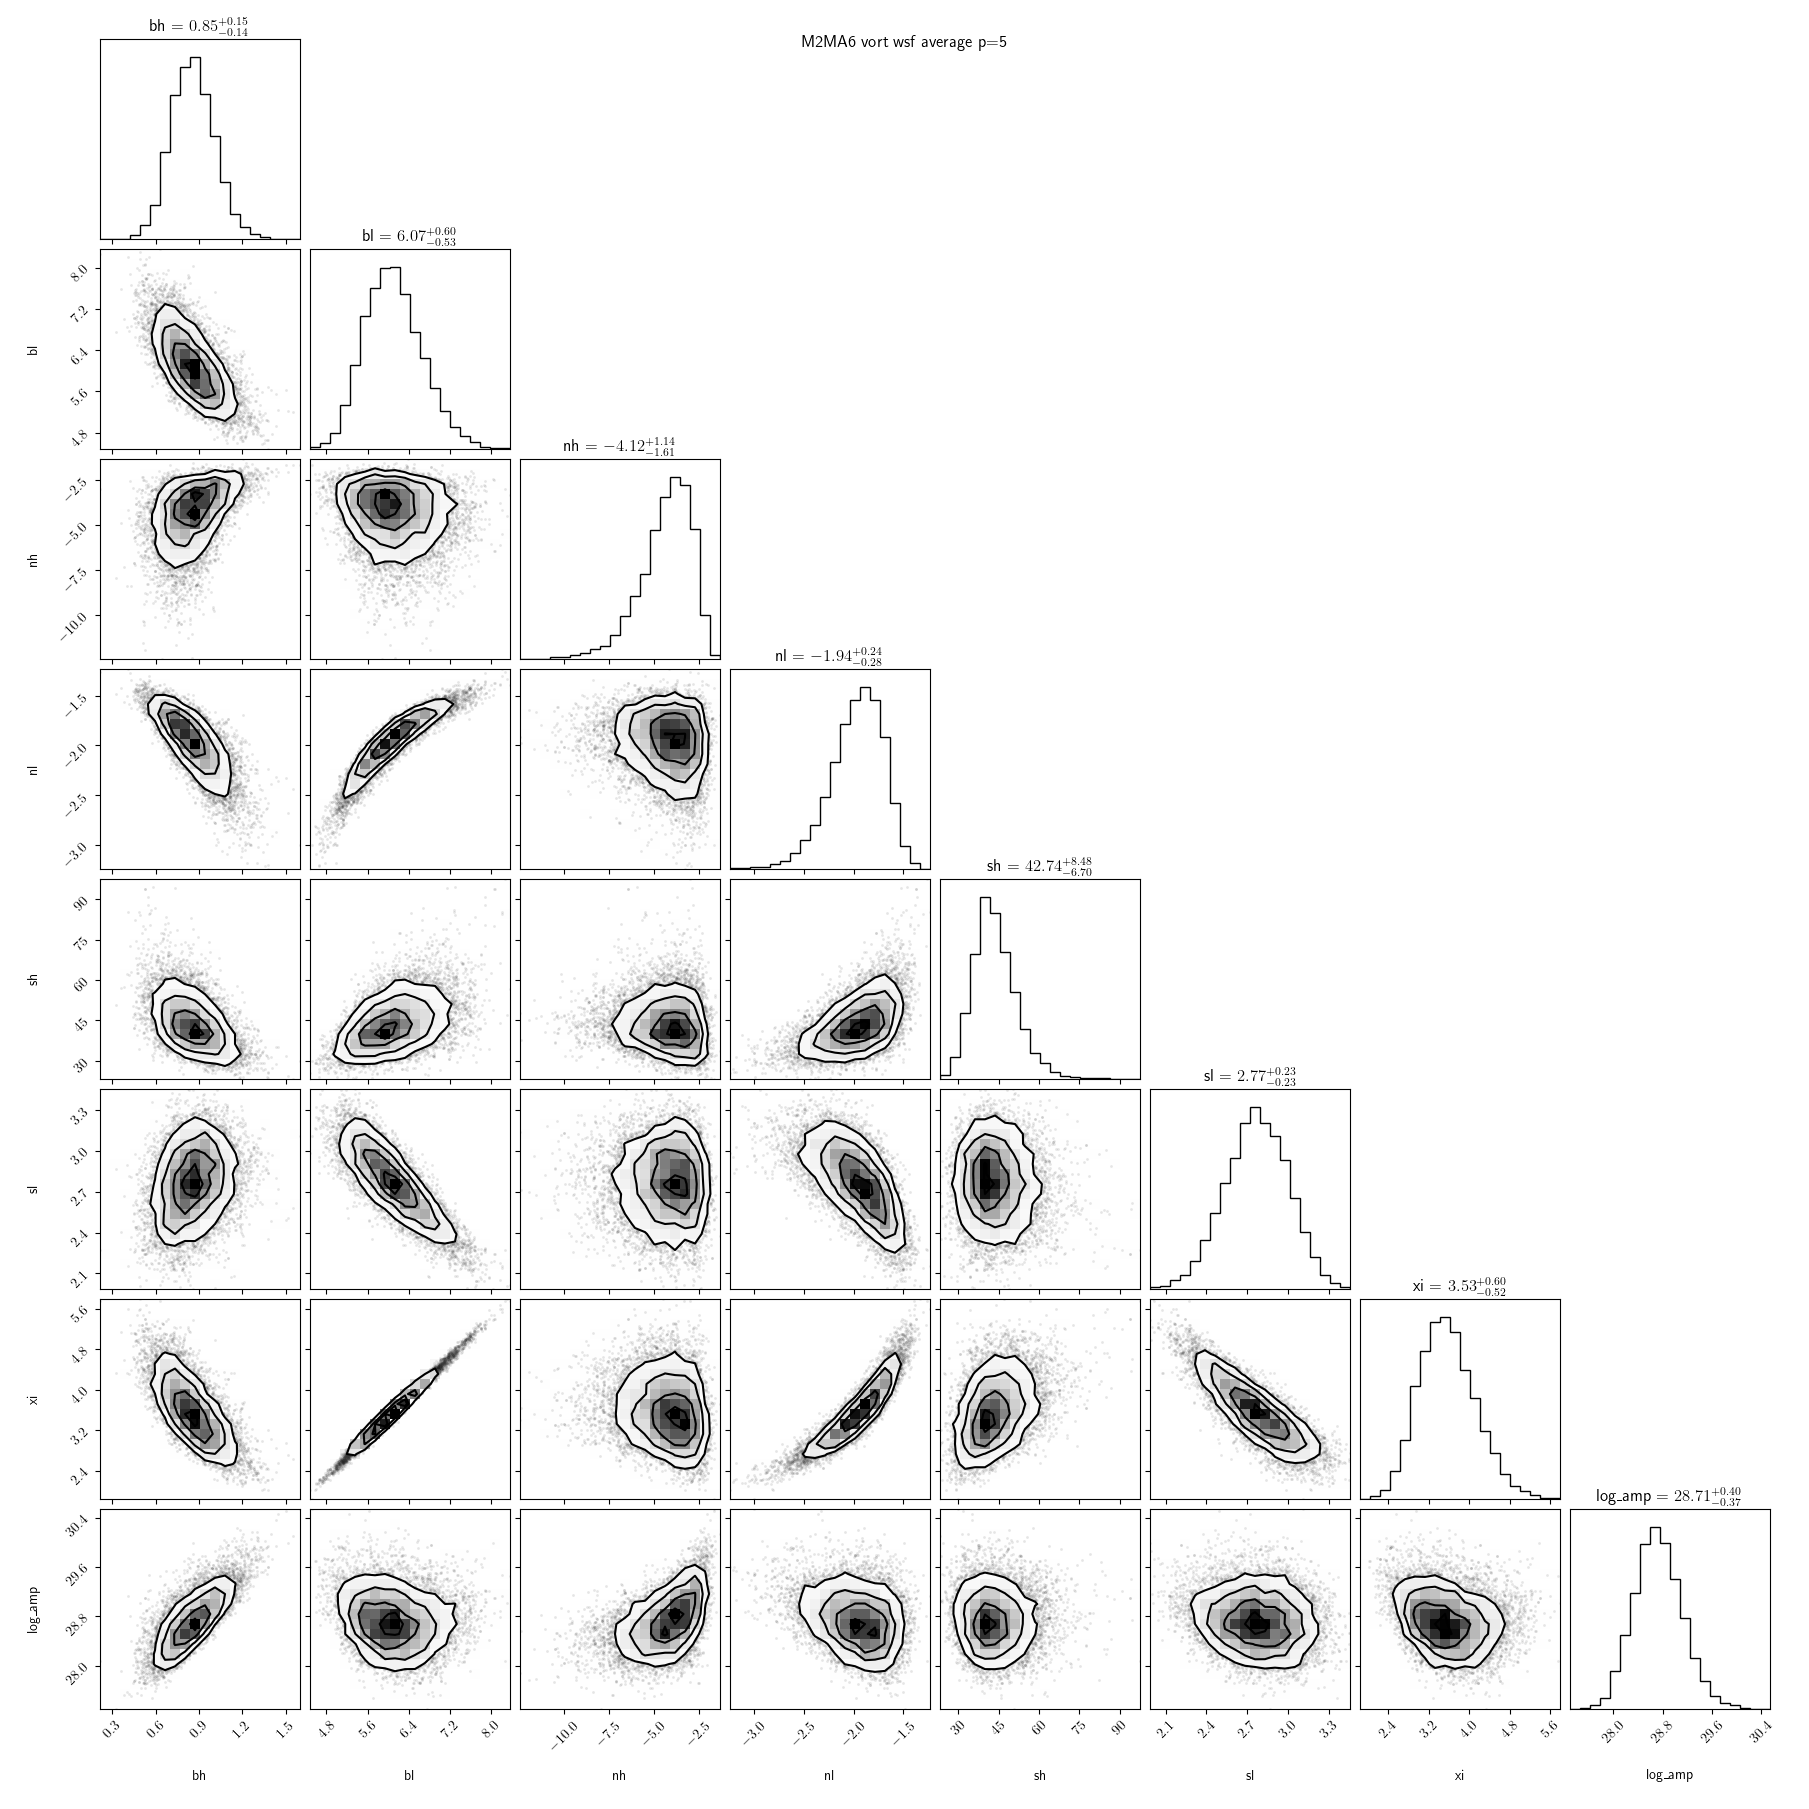 bh = 0.85^{+0.15}_{-0.14}
M2MA6 vort wsf average p=5
bl = 6.07^{+0.60}_{-0.53}
8.0
7.2
6.4
5.6
4.8
bl
nh = −4.12^{+1.14}_{-1.61}
−2.5
−5.0
−7.5
−10.0
nh
nl = −1.94^{+0.24}_{-0.28}
−1.5
−2.0
−2.5
−3.0
nl
sh = 42.74^{+8.48}_{-6.70}
90
75
60
45
30
sh
sl = 2.77^{+0.23}_{-0.23}
3.3
3.0
2.7
2.4
2.1
sl
xi = 3.53^{+0.60}_{-0.52}
5.6
4.8
4.0
3.2
2.4
xi
log_amp = 28.71^{+0.40}_{-0.37}
30.4
29.6
28.8
28.0
log_amp
0.3 0.6 0.9 1.2 1.5 4.8 5.6 6.4 7.2 8.0 −10.0 −7.5 −5.0 −2.5 −3.0 −2.5 −2.0 −1.5 30 45 60 75 90 2.1 2.4 2.7 3.0 3.3 2.4 3.2 4.0 4.8 5.6 28.0 28.8 29.6 30.4
bh bl nh nl sh sl xi log_amp